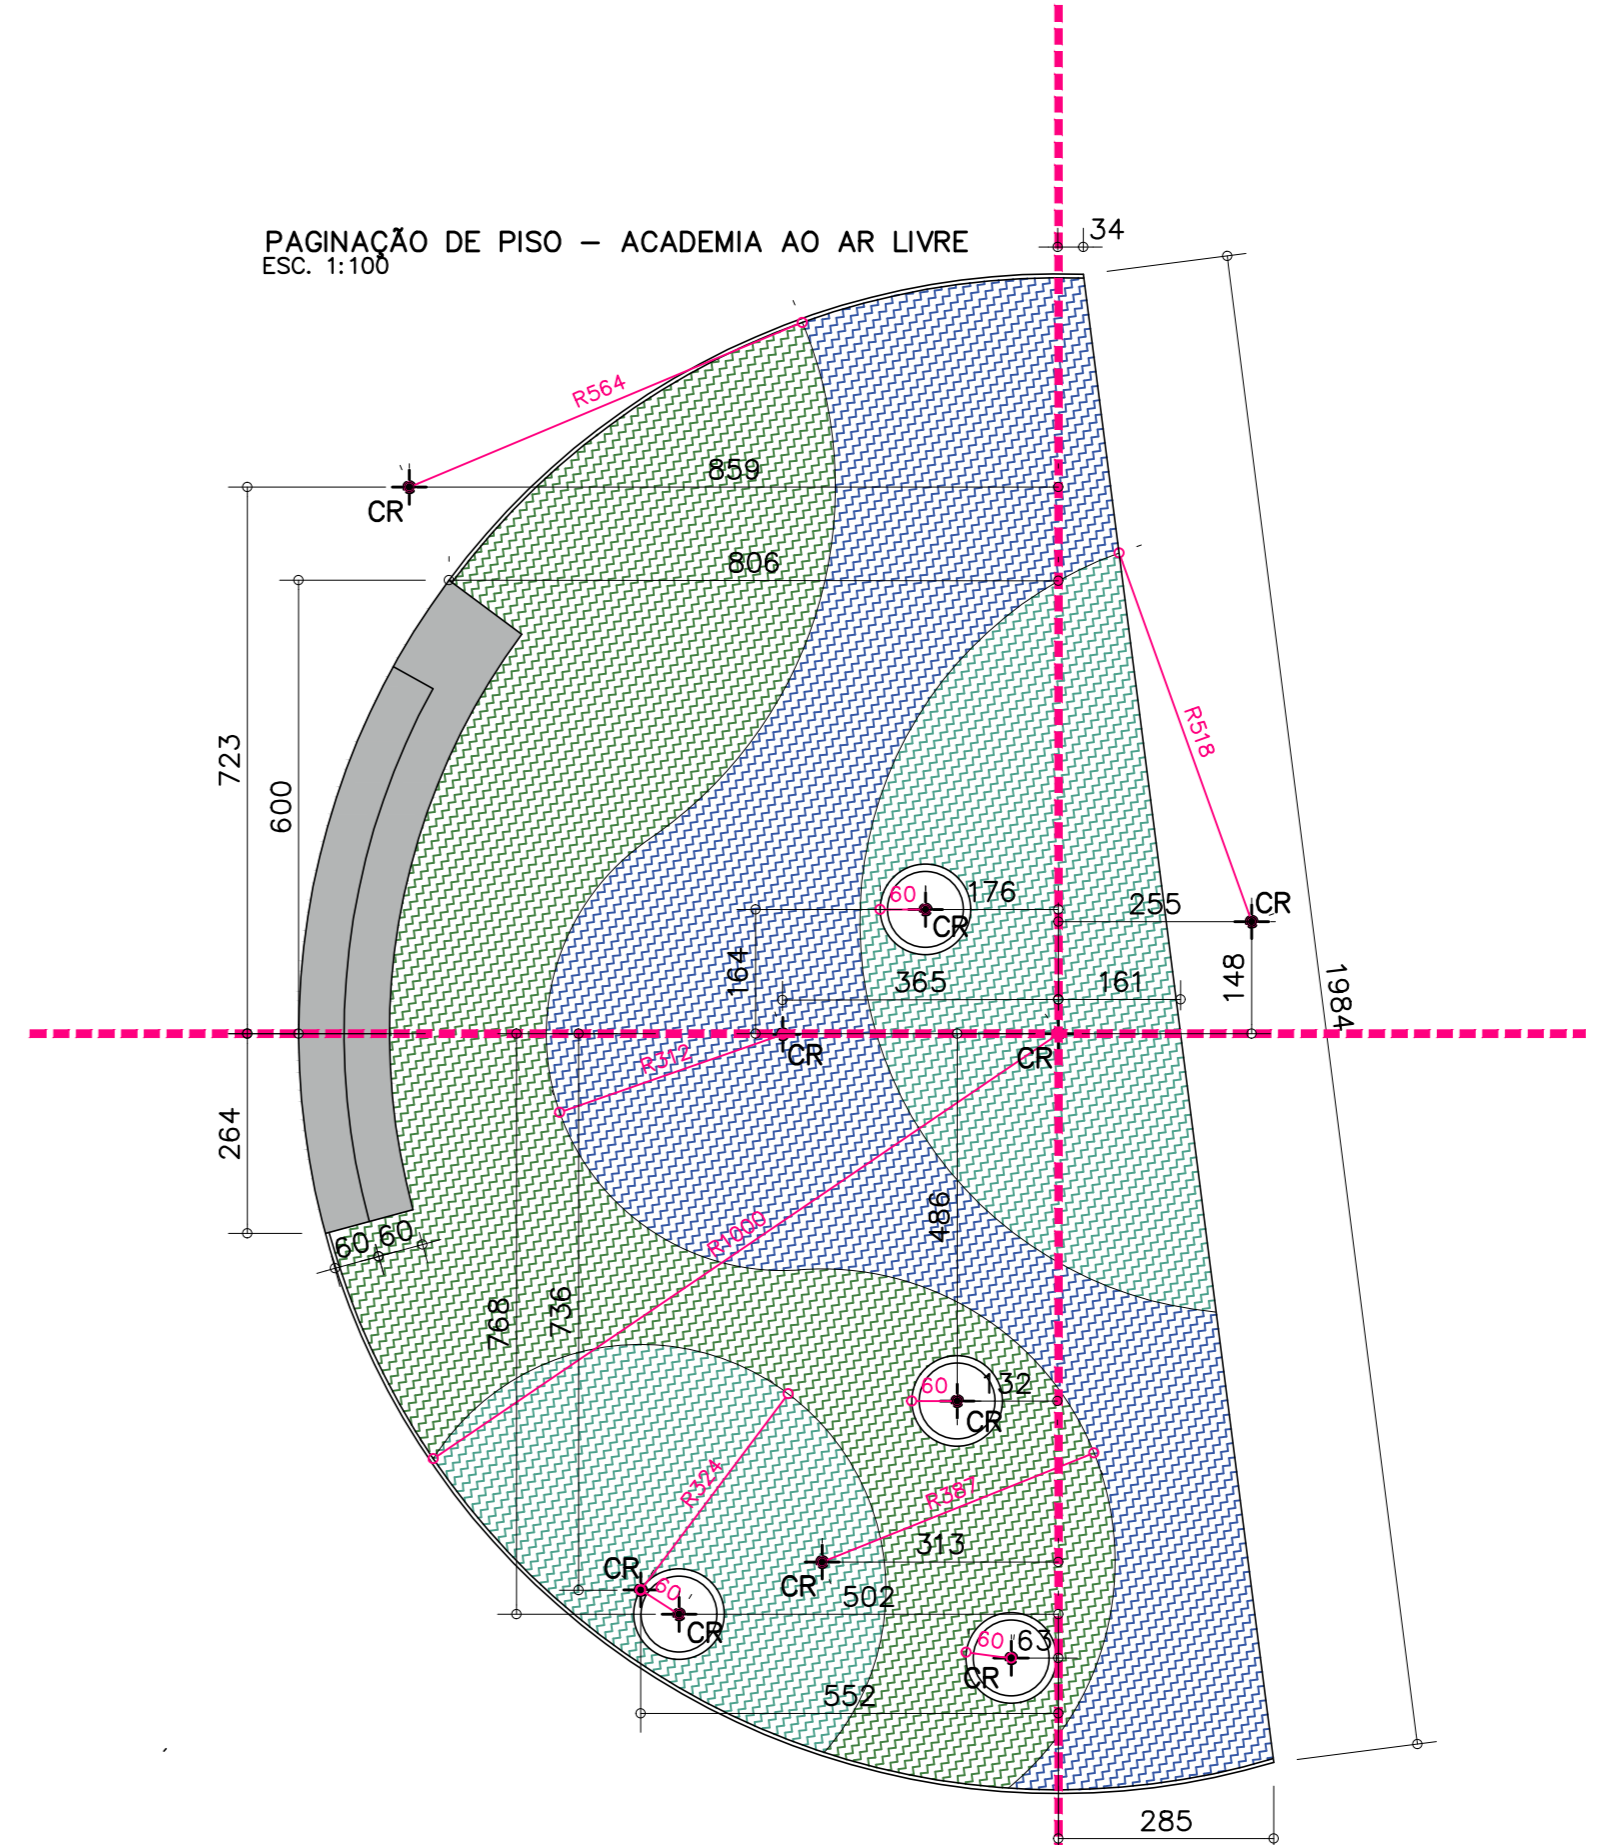 34
PAGINAÇÃO DE PISO – ACADEMIA AO AR LIVRE
ESC. 1:100
R564
859
CR
806
R518
723
600
60
176
CR
255
CR
164
365
161
148
1984
R312
CR
CR
264
486
R1000
60 60
768
736
60
132
CR
R324
R387
313
CR
CR
502
60
CR
60
63
CR
552
285